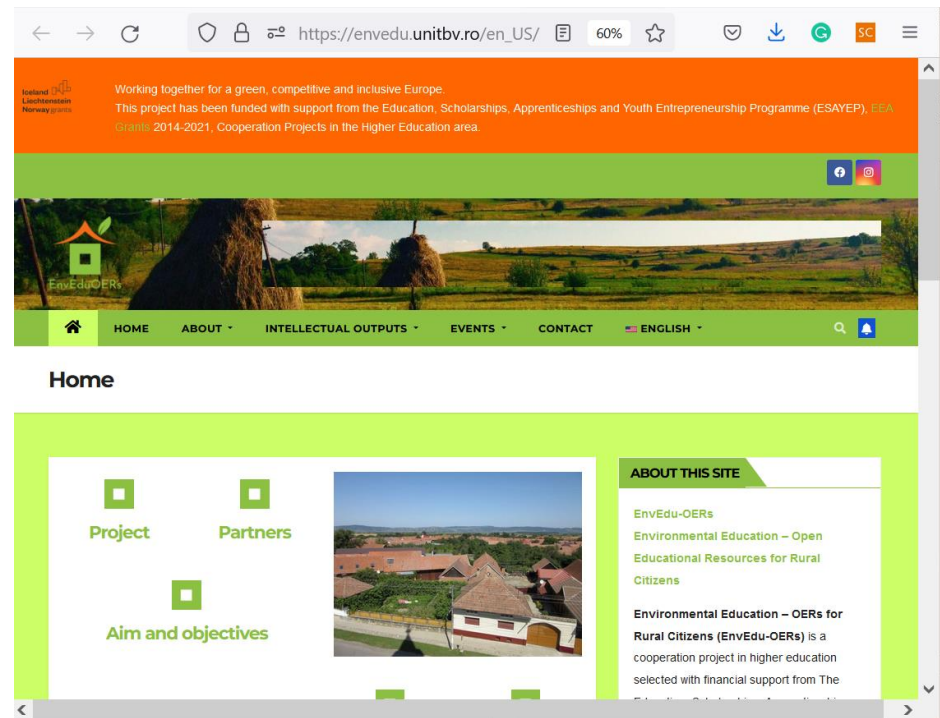 https://envedu.unitbv.ro/en_US/
60%
SC
Iceland
Liechtenstein
Norway grants
Working together for a green, competitive and inclusive Europe.
This project has been funded with support from the Education, Scholarships, Apprenticeships and Youth Entrepreneurship Programme (ESAYEP), EEA
Grants 2014-2021, Cooperation Projects in the Higher Education area.
EnvEduOERs
HOME ABOUT INTELLECTUAL OUTPUTS EVENTS CONTACT ENGLISH
Home
Project Partners
Aim and objectives
ABOUT THIS SITE
EnvEdu-OERs
Environmental Education – Open
Educational Resources for Rural
Citizens
Environmental Education – OERs for
Rural Citizens (EnvEdu-OERs) is a
cooperation project in higher education
selected with financial support from The